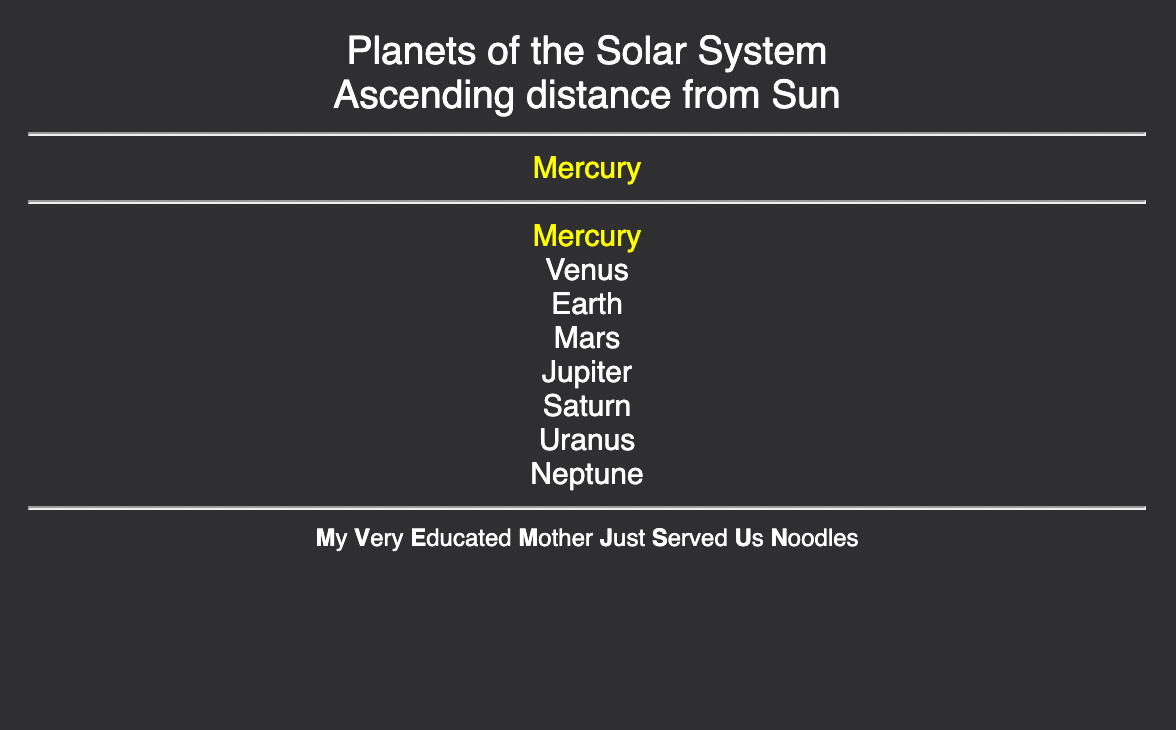 Planets of the Solar System
Ascending distance from Sun
Mercury
Mercury
Venus
Earth
Mars
Jupiter
Saturn
Uranus
Neptune
My Very Educated Mother Just Served Us Noodles